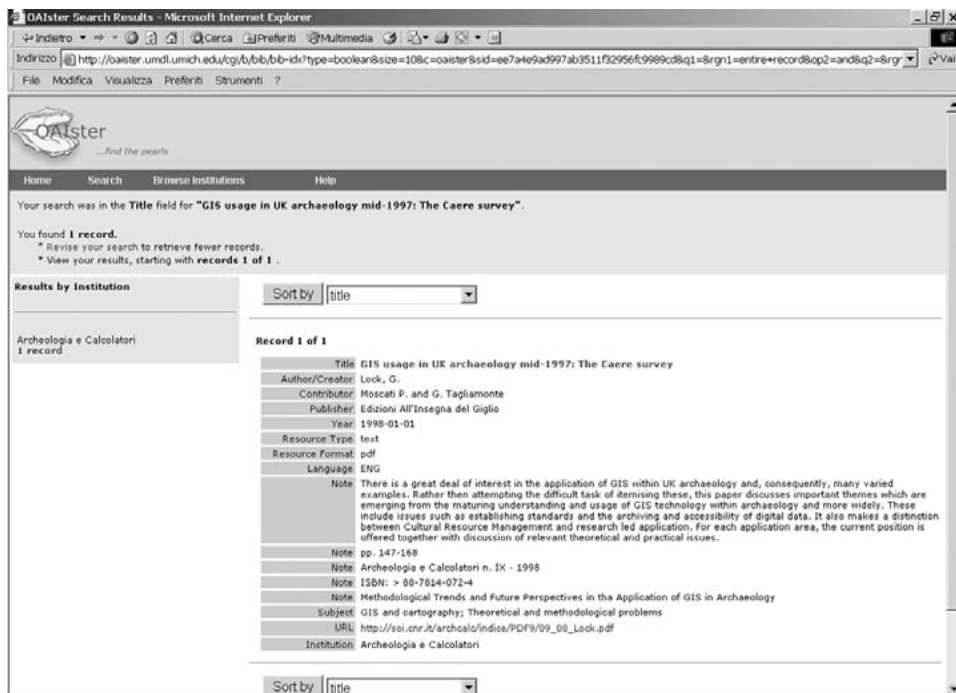 OAIster Search Results - Microsoft Internet Explorer
Indietro Cerca Preferiti Multimedia
Indirizzo http://oaister.umdl.umich.edu/cgi/b/bib/bib-idx?type=boolean&size=10&c=oaister&sid=ee7a4e9ad997ab3511f32956fc9989cd&q1=&rgn1=entire+record&op2=and&q2=&rgr Vai
File Modifica Visualizza Preferiti Strumenti ?
OAIster
...find the pearls
Home Search Browse Institutions Help
Your search was in the Title field for "GIS usage in UK archaeology mid-1997: The Caere survey".
You found 1 record.
* Revise your search to retrieve fewer records.
* View your results, starting with records 1 of 1 .
Results by Institution
Sort by title
Archeologia e Calcolatori
1 record
Record 1 of 1
Title GIS usage in UK archaeology mid-1997: The Caere survey
Author/Creator Lock, G.
Contributor Moscati P. and G. Tagliamonte
Publisher Edizioni All'Insegna del Giglio
Year 1998-01-01
Resource Type text
Resource Format pdf
Language ENG
Note There is a great deal of interest in the application of GIS within UK archaeology and, consequently, many varied
examples. Rather then attempting the difficult task of itemising these, this paper discusses important themes which are
emerging from the maturing understanding and usage of GIS technology within archaeology and more widely. These
include issues such as establishing standards and the archiving and accessibility of digital data. It also makes a distinction
between Cultural Resource Management and research led application. For each application area, the current position is
offered together with discussion of relevant theoretical and practical issues.
Note pp. 147-168
Note Archeologia e Calcolatori n. IX - 1998
Note ISBN: > 88-7814-072-4
Note Methodological Trends and Future Perspectives in tha Application of GIS in Archaeology
Subject GIS and cartography; Theoretical and methodological problems
URL http://soi.cnr.it/archcalc/indice/PDF9/09_08_Lock.pdf
Institution Archeologia e Calcolatori
Sort by title